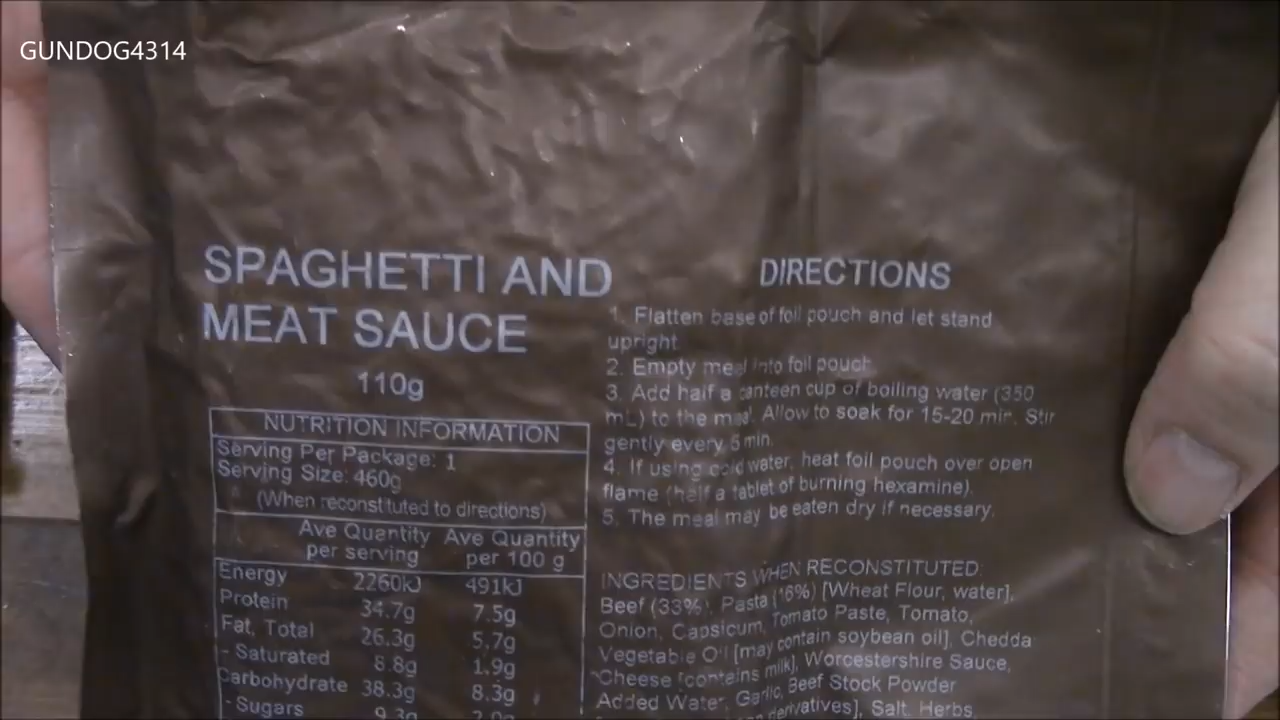 GUNDOG4314
SPAGHETTI AND
MEAT SAUCE
110g
NUTRITION INFORMATION
Serving Per Package: 1
Serving Size: 460g
(When reconstituted to directions)
Ave Quantity Ave Quantity
per serving per 100 g
Energy 2260kJ 491kJ
Protein 34.7g 7.5g
Fat, Total 26.3g 5.7g
- Saturated 8.8g 1.9g
Carbohydrate 38.3g 8.3g
- Sugars 9.3g 2.0g
DIRECTIONS
1. Flatten base of foil pouch and let stand
upright
2. Empty meal into foil pouch
3. Add half a canteen cup of boiling water (350
mL) to the meal. Allow to soak for 15-20 min. Stir
gently every 5 min.
4. If using cold water, heat foil pouch over open
flame (half a tablet of burning hexamine).
5. The meal may be eaten dry if necessary.
INGREDIENTS WHEN RECONSTITUTED:
Beef (33%), Pasta (16%) [Wheat Flour, water],
Onion, Capsicum, Tomato Paste, Tomato,
Vegetable Oil [may contain soybean oil], Chedda
Cheese [contains milk], Worcestershire Sauce,
Added Water, Garlic, Beef Stock Powder
derivatives], Salt, Herbs,